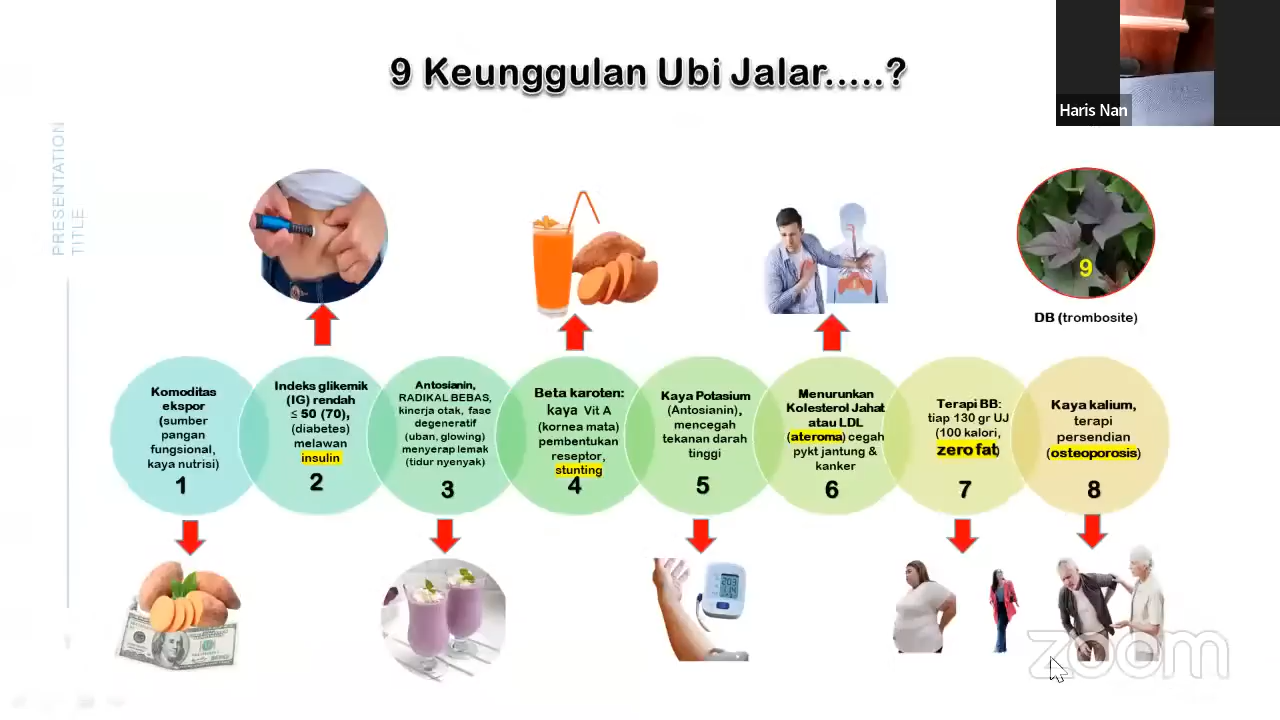 9 Keunggulan Ubi Jalar.....?
Haris Nan
PRESENTATION
TITLE
9
DB (trombosite)
Komoditas
ekspor
(sumber
pangan
fungsional,
kaya nutrisi)
1
Indeks glikemik
(IG) rendah
≤ 50 (70),
(diabetes)
melawan
insulin
2
Antosianin,
RADIKAL BEBAS,
kinerja otak, fase
degeneratif
(uban, glowing)
menyerap lemak
(tidur nyenyak)
3
Beta karoten:
kaya Vit A
(kornea mata)
pembentukan
reseptor,
stunting
4
Kaya Potasium
(Antosianin),
mencegah
tekanan darah
tinggi
5
Menurunkan
Kolesterol Jahat
atau LDL
(ateroma) cegah
pykt jantung &
kanker
6
Terapi BB:
tiap 130 gr UJ
(100 kalori,
zero fat)
7
Kaya kalium,
terapi
persendian
(osteoporosis)
8
zoom